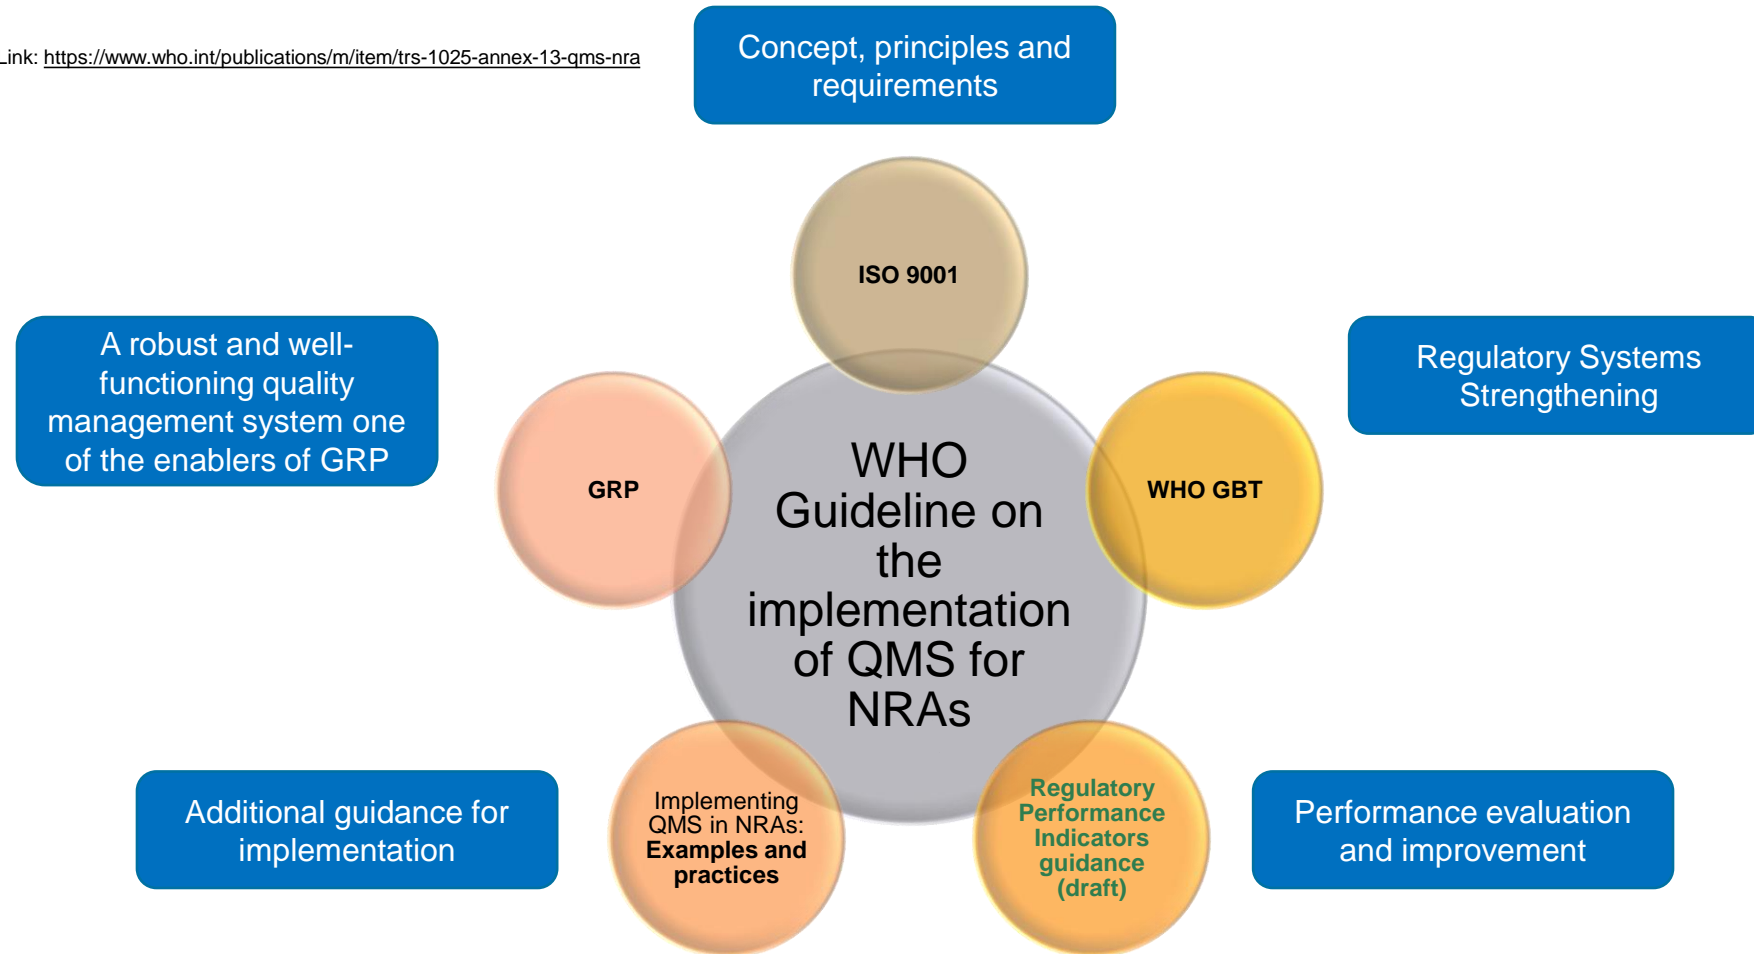 Link: https://www.who.int/publications/m/item/trs-1025-annex-13-qms-nra
Concept, principles and
requirements
ISO 9001
A robust and well-
functioning quality
management system one
of the enablers of GRP
Regulatory Systems
Strengthening
GRP
WHO GBT
WHO
Guideline on
the
implementation
of QMS for
NRAs
Additional guidance for
implementation
Implementing
QMS in NRAs:
Examples and
practices
Regulatory
Performance
Indicators
guidance
(draft)
Performance evaluation
and improvement